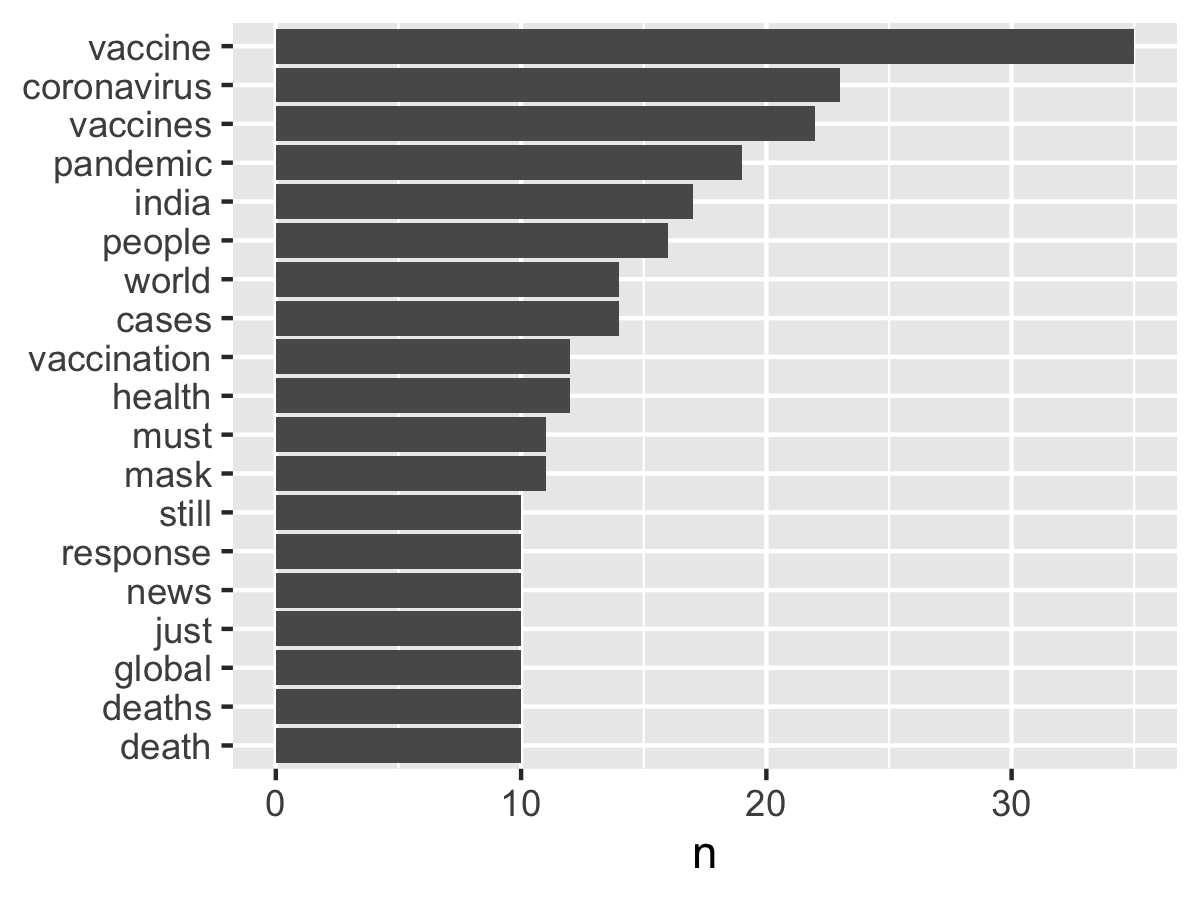 vaccine
coronavirus
vaccines
pandemic
india
people
world
cases
vaccination
health
must
mask
still
response
news
just
global
deaths
death
0 10 20 30
n